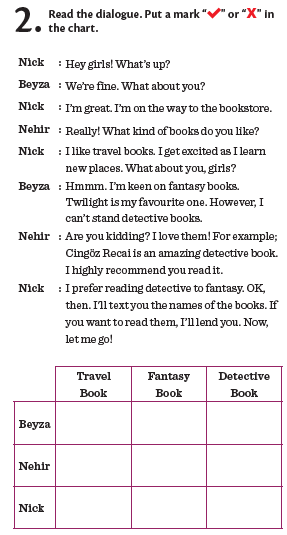 2. Read the dialogue. Put a mark “✔” or “X” in
the chart.
Nick : Hey girls! What's up?
Beyza : We're fine. What about you?
Nick : I'm great. I'm on the way to the bookstore.
Nehir : Really! What kind of books do you like?
Nick : I like travel books. I get excited as I learn
new places. What about you, girls?
Beyza : Hmmm. I'm keen on fantasy books.
Twilight is my favourite one. However, I
can't stand detective books.
Nehir : Are you kidding? I love them! For example;
Cingöz Recai is an amazing detective book.
I highly recommend you read it.
Nick : I prefer reading detective to fantasy. OK,
then. I'll text you the names of the books. If
you want to read them, I'll lend you. Now,
let me go!
Travel Fantasy Detective
Book Book Book
Beyza
Nehir
Nick